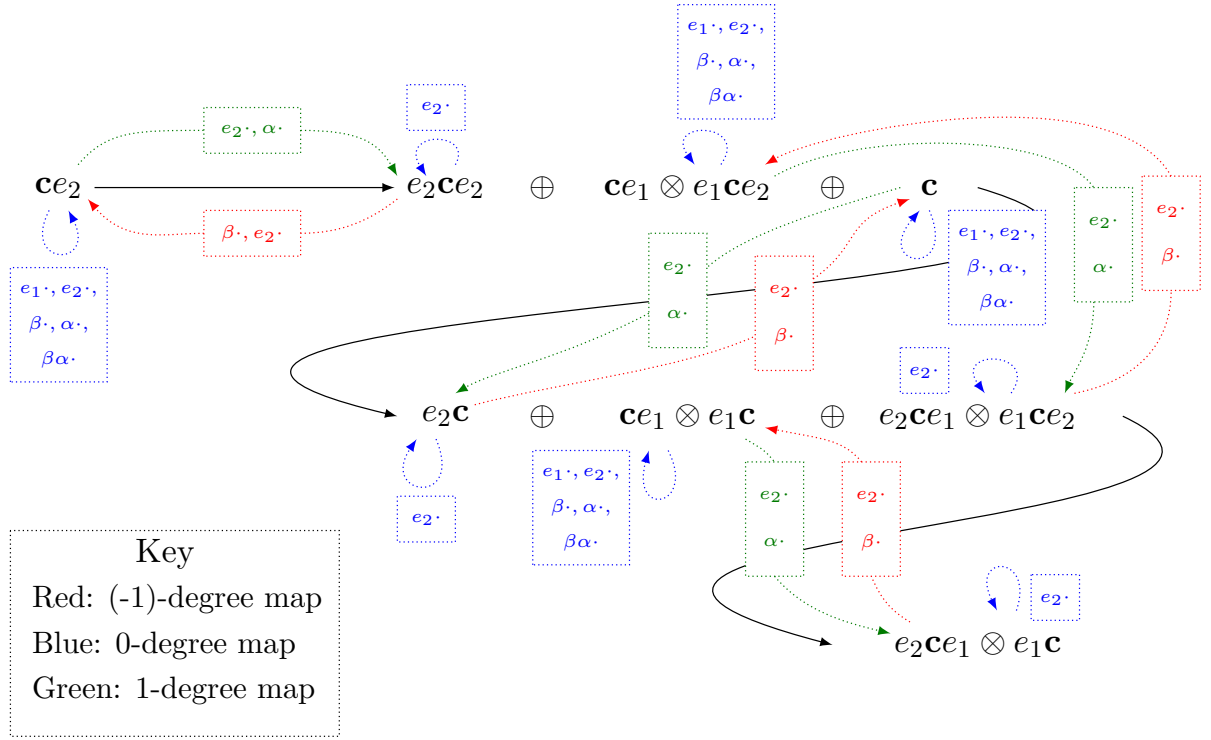 e₁·, e₂·,
β·, α·,
βα·
e₂·
e₂·, α·
ce₂ e₂ce₂ ⊕ ce₁ ⊗ e₁ce₂ ⊕ c
β·, e₂·
e₂·
α·
e₂·
β·
e₁·, e₂·,
β·, α·,
βα·
e₁·, e₂·,
β·, α·,
βα·
e₂·
α·
e₂·
β·
e₂·
e₂c ⊕ ce₁ ⊗ e₁c ⊕ e₂ce₁ ⊗ e₁ce₂
e₂·
e₁·, e₂·,
β·, α·,
βα·
e₂·
α·
e₂·
β·
e₂·
e₂ce₁ ⊗ e₁c
Key
Red: (-1)-degree map
Blue: 0-degree map
Green: 1-degree map